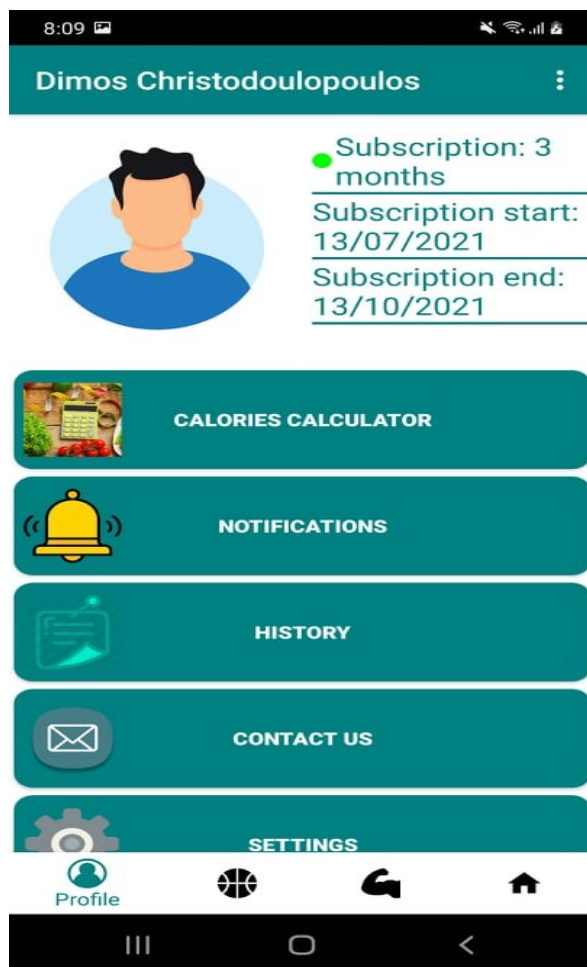 8:09
Dimos Christodoulopoulos
Subscription: 3
months
Subscription start:
13/07/2021
Subscription end:
13/10/2021
CALORIES CALCULATOR
NOTIFICATIONS
HISTORY
CONTACT US
SETTINGS
Profile